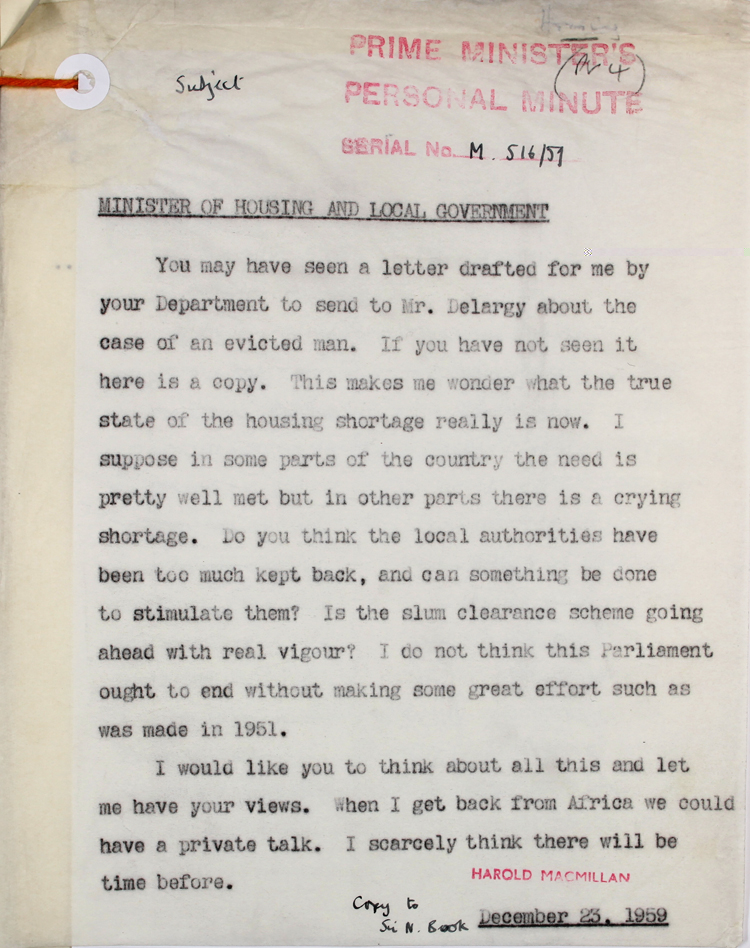 Housing
PRIME MINISTER'S
PERSONAL MINUTE
Subject
SERIAL No. M. 516/59
MINISTER OF HOUSING AND LOCAL GOVERNMENT
You may have seen a letter drafted for me by
your Department to send to Mr. Delargy about the
case of an evicted man. If you have not seen it
here is a copy. This makes me wonder what the true
state of the housing shortage really is now. I
suppose in some parts of the country the need is
pretty well met but in other parts there is a crying
shortage. Do you think the local authorities have
been too much kept back, and can something be done
to stimulate them? Is the slum clearance scheme going
ahead with real vigour? I do not think this Parliament
ought to end without making some great effort such as
was made in 1951.
I would like you to think about all this and let
me have your views. When I get back from Africa we could
have a private talk. I scarcely think there will be
time before.
HAROLD MACMILLAN
Copy to
Sir N. Brook
December 23, 1959